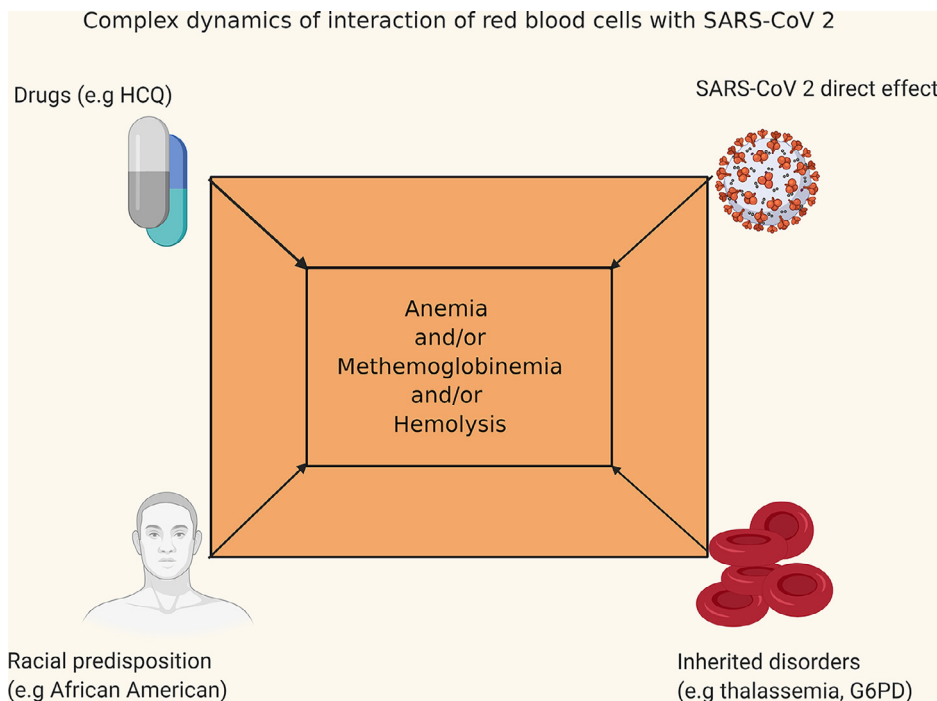 Complex dynamics of interaction of red blood cells with SARS-CoV 2
Drugs (e.g HCQ)
SARS-CoV 2 direct effect
Anemia
and/or
Methemoglobinemia
and/or
Hemolysis
Racial predisposition
(e.g African American)
Inherited disorders
(e.g thalassemia, G6PD)